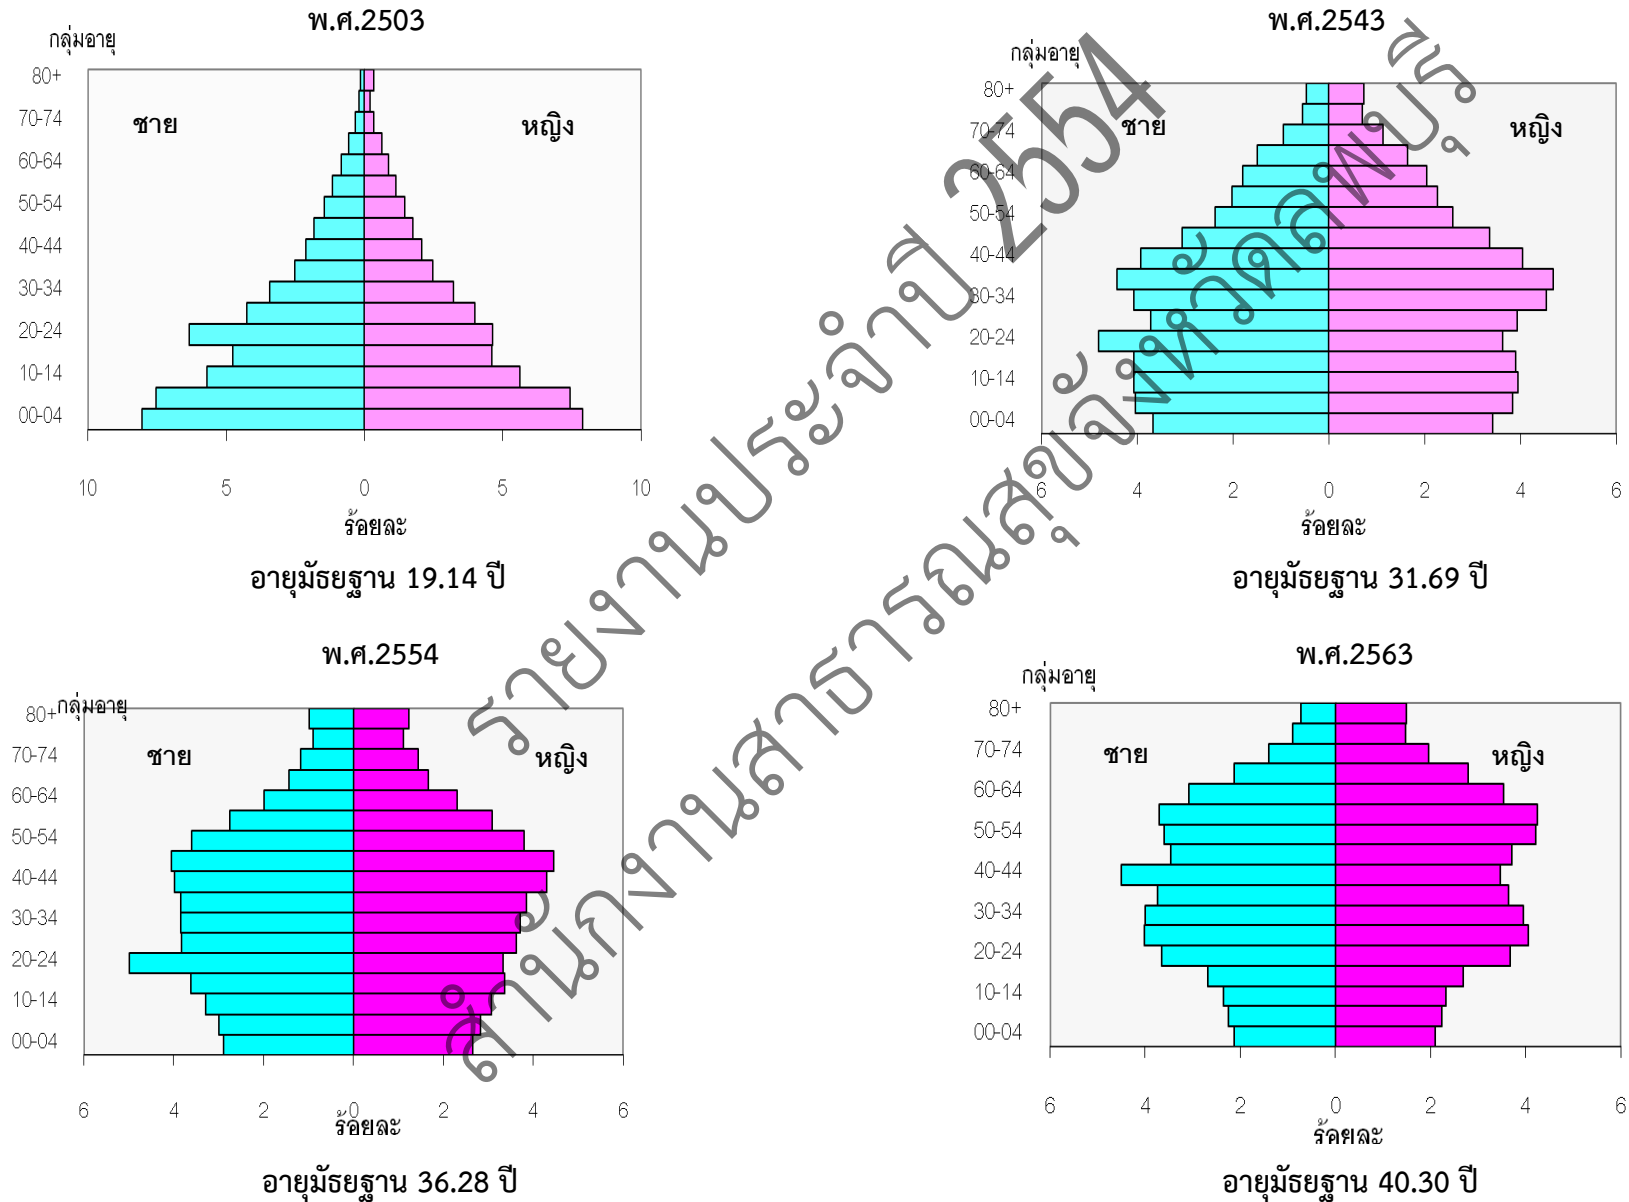 พ.ศ.2503
กลุ่มอายุ
80+
70-74
60-64
50-54
40-44
30-34
20-24
10-14
00-04
ชาย
หญิง
10 5 0 5 10
ร้อยละ
อายุมัธยฐาน 19.14 ปี
พ.ศ.2543
กลุ่มอายุ
80+
70-74
60-64
50-54
40-44
30-34
20-24
10-14
00-04
ชาย
หญิง
6 4 2 0 2 4 6
ร้อยละ
อายุมัธยฐาน 31.69 ปี
พ.ศ.2554
กลุ่มอายุ
80+
70-74
60-64
50-54
40-44
30-34
20-24
10-14
00-04
ชาย
หญิง
6 4 2 0 2 4 6
ร้อยละ
อายุมัธยฐาน 36.28 ปี
พ.ศ.2563
กลุ่มอายุ
80+
70-74
60-64
50-54
40-44
30-34
20-24
10-14
00-04
ชาย
หญิง
6 4 2 0 2 4 6
ร้อยละ
อายุมัธยฐาน 40.30 ปี
รายงานประจำปี 2554
สำนักงานสาธารณสุขจังหวัดลพบุรี